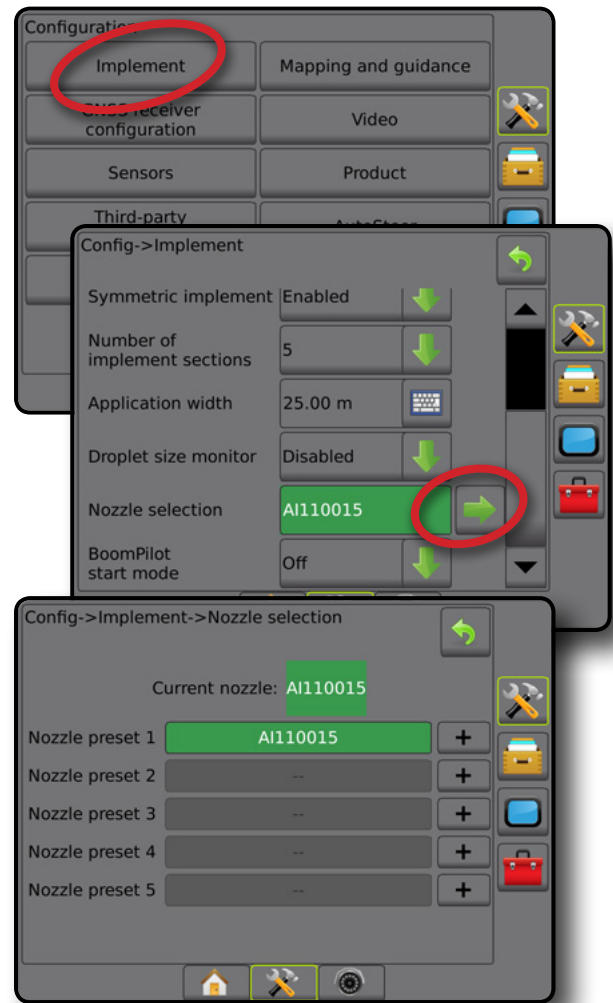 Configuration
Implement
Mapping and guidance
GNSS receiver
configuration
Video
Sensors
Product
Third-party
AutoSteer
Config->Implement
Symmetric implement
Enabled
Number of
implement sections
5
Application width
25.00 m
Droplet size monitor
Disabled
Nozzle selection
AI110015
BoomPilot
start mode
Off
Config->Implement->Nozzle selection
Current nozzle: AI110015
Nozzle preset 1 AI110015 +
Nozzle preset 2 -- +
Nozzle preset 3 -- +
Nozzle preset 4 -- +
Nozzle preset 5 -- +